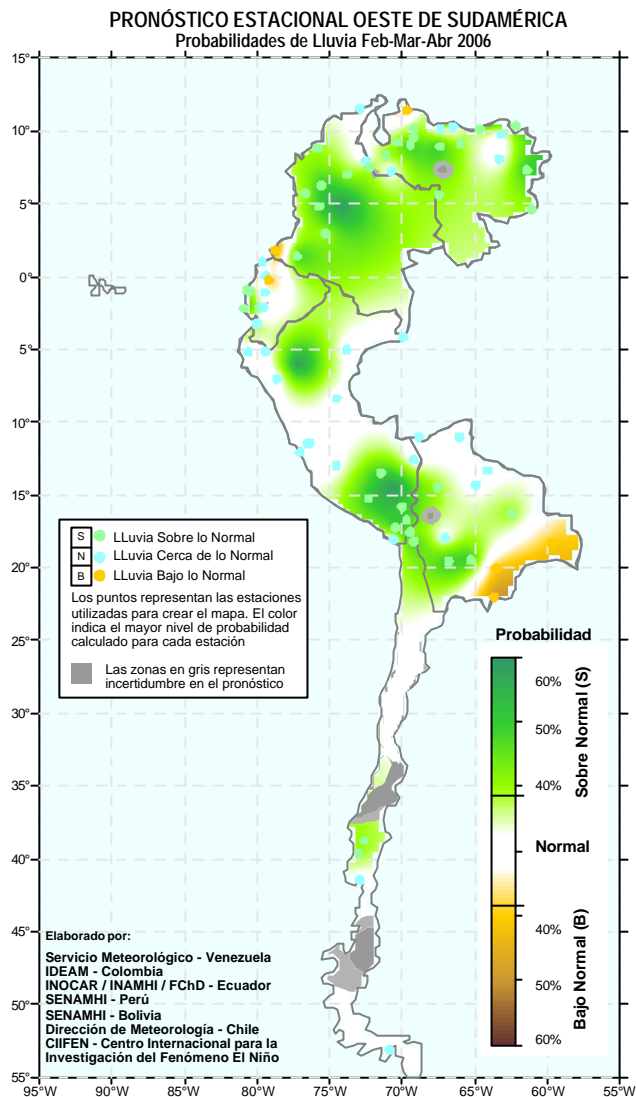 PRONÓSTICO ESTACIONAL OESTE DE SUDAMÉRICA
Probabilidades de Lluvia Feb-Mar-Abr 2006
15°
10°
5°
0°
5°
10°
15°
20°
25°
30°
35°
40°
45°
50°
55°
95°W
90°W
85°W
80°W
75°W
70°W
65°W
60°W
55°W
S LLuvia Sobre lo Normal
N LLuvia Cerca de lo Normal
B LLuvia Bajo lo Normal
Los puntos representan las estaciones
utilizadas para crear el mapa. El color
indica el mayor nivel de probabilidad
calculado para cada estación
Las zonas en gris representan
incertidumbre en el pronóstico
Probabilidad
60%
50%
40%
Sobre Normal (S)
Normal
40%
50%
60%
Bajo Normal (B)
Elaborado por:
Servicio Meteorológico - Venezuela
IDEAM - Colombia
INOCAR / INAMHI / FChD - Ecuador
SENAMHI - Perú
SENAMHI - Bolivia
Dirección de Meteorología - Chile
CIIFEN - Centro Internacional para la
Investigación del Fenómeno El Niño